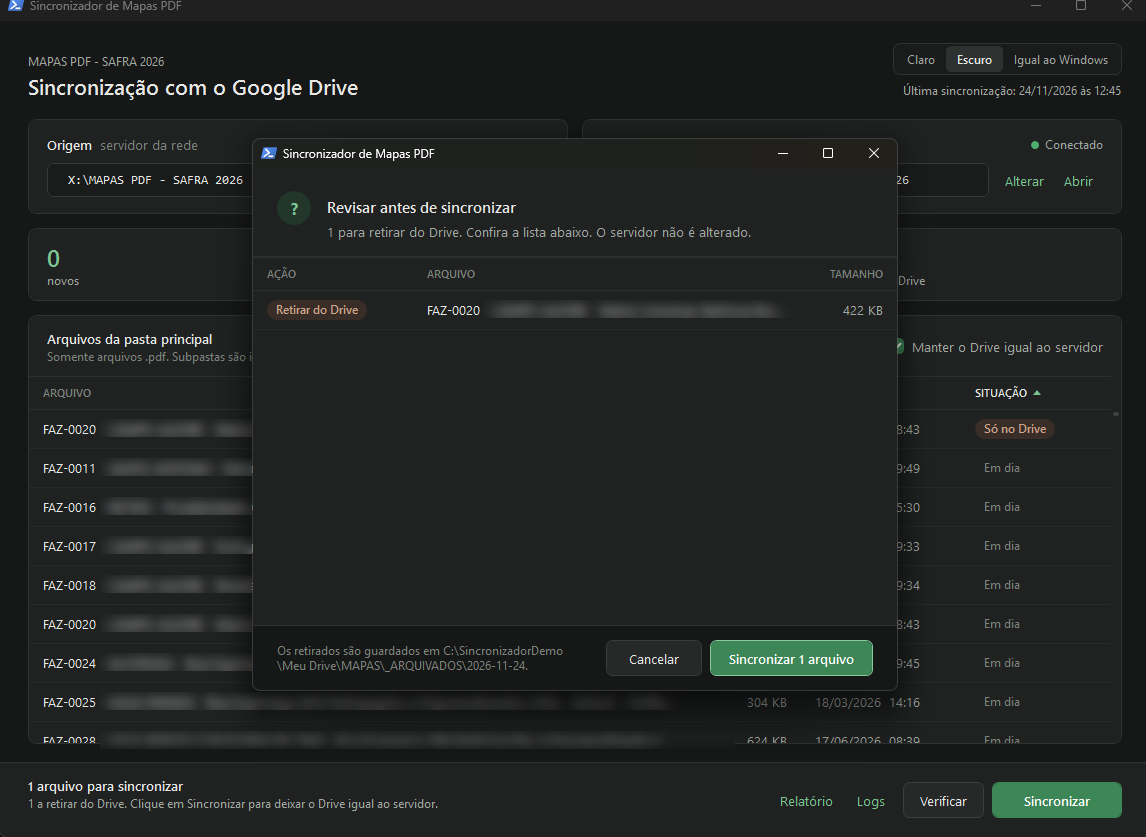 Sincronizador de Mapas PDF
MAPAS PDF - SAFRA 2026
Sincronização com o Google Drive
Claro Escuro Igual ao Windows
Última sincronização: 24/11/2026 às 12:45
Origem servidor da rede
X:\MAPAS PDF - SAFRA 2026
Conectado
26
Alterar Abrir
0
novos
Drive
Arquivos da pasta principal
Somente arquivos .pdf. Subpastas são i
Manter o Drive igual ao servidor
ARQUIVO SITUAÇÃO
FAZ-0020 8:43 Só no Drive
FAZ-0011 9:49 Em dia
FAZ-0016 5:30 Em dia
FAZ-0017 9:33 Em dia
FAZ-0018 9:34 Em dia
FAZ-0020 8:43 Em dia
FAZ-0024 9:45 Em dia
FAZ-0025 304 KB 18/03/2026 14:16 Em dia
FAZ-0028 624 KB 17/06/2026 08:39 Em dia
Sincronizador de Mapas PDF
?
Revisar antes de sincronizar
1 para retirar do Drive. Confira a lista abaixo. O servidor não é alterado.
AÇÃO ARQUIVO TAMANHO
Retirar do Drive FAZ-0020 422 KB
Os retirados são guardados em C:\SincronizadorDemo
\Meu Drive\MAPAS\_ARQUIVADOS\2026-11-24.
Cancelar
Sincronizar 1 arquivo
1 arquivo para sincronizar
1 a retirar do Drive. Clique em Sincronizar para deixar o Drive igual ao servidor.
Relatório Logs Verificar Sincronizar